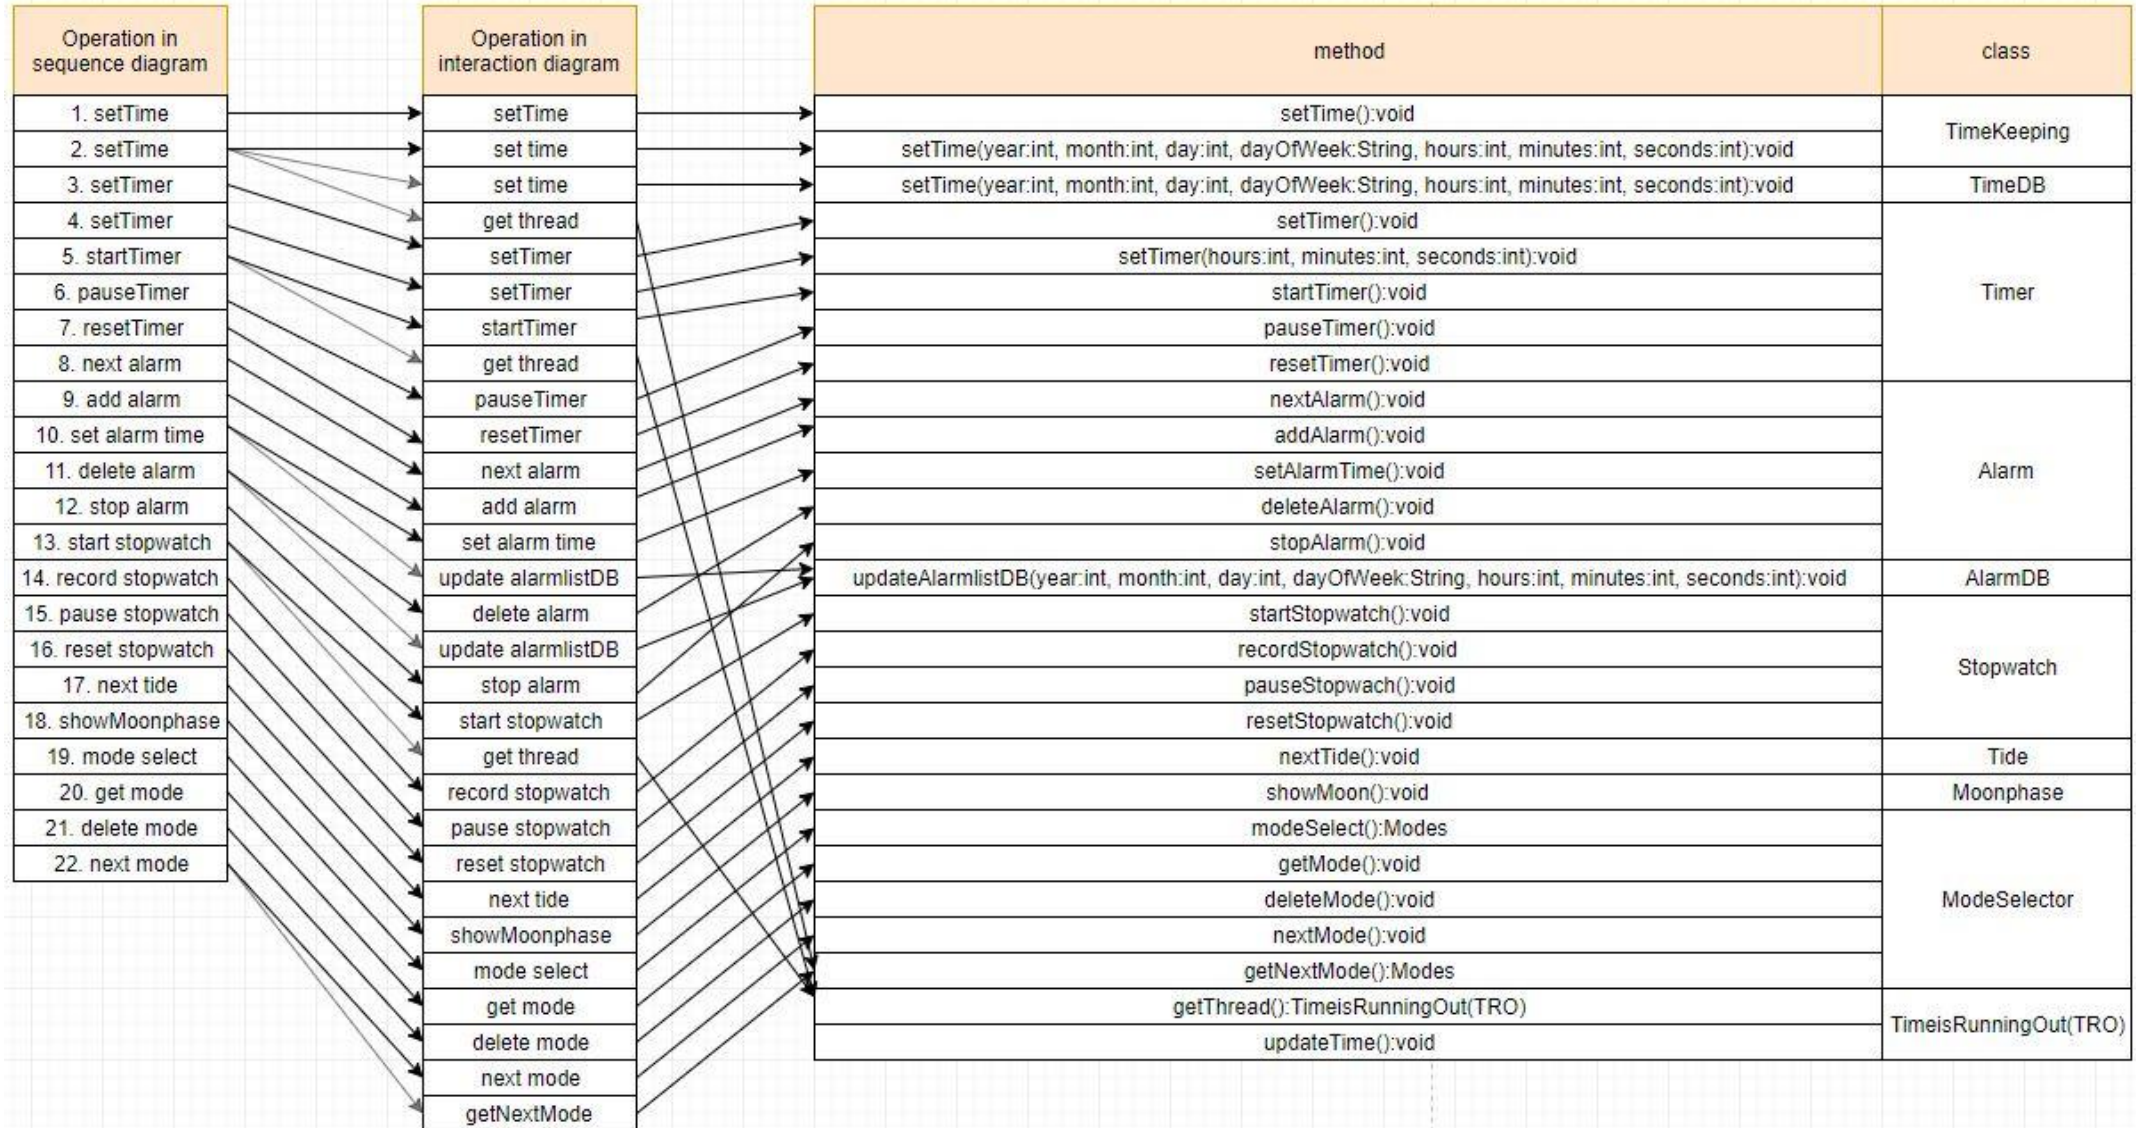 Operation in
sequence diagram
1. setTime
2. setTime
3. setTimer
4. setTimer
5. startTimer
6. pauseTimer
7. resetTimer
8. next alarm
9. add alarm
10. set alarm time
11. delete alarm
12. stop alarm
13. start stopwatch
14. record stopwatch
15. pause stopwatch
16. reset stopwatch
17. next tide
18. showMoonphase
19. mode select
20. get mode
21. delete mode
22. next mode
Operation in
interaction diagram
setTime
set time
set time
get thread
setTimer
setTimer
startTimer
get thread
pauseTimer
resetTimer
next alarm
add alarm
set alarm time
update alarmlistDB
delete alarm
update alarmlistDB
stop alarm
start stopwatch
get thread
record stopwatch
pause stopwatch
reset stopwatch
next tide
showMoonphase
mode select
get mode
delete mode
next mode
getNextMode
method
setTime():void
setTime(year:int, month:int, day:int, dayOfWeek:String, hours:int, minutes:int, seconds:int):void
setTime(year:int, month:int, day:int, dayOfWeek:String, hours:int, minutes:int, seconds:int):void
setTimer():void
setTimer(hours:int, minutes:int, seconds:int):void
startTimer():void
pauseTimer():void
resetTimer():void
nextAlarm():void
addAlarm():void
setAlarmTime():void
deleteAlarm():void
stopAlarm():void
updateAlarmlistDB(year:int, month:int, day:int, dayOfWeek:String, hours:int, minutes:int, seconds:int):void
startStopwatch():void
recordStopwatch():void
pauseStopwach():void
resetStopwatch():void
nextTide():void
showMoon():void
modeSelect():Modes
getMode():void
deleteMode():void
nextMode():void
getNextMode():Modes
getThread():TimeisRunningOut(TRO)
updateTime():void
class
TimeKeeping
TimeDB
Timer
Alarm
AlarmDB
Stopwatch
Tide
Moonphase
ModeSelector
TimeisRunningOut(TRO)